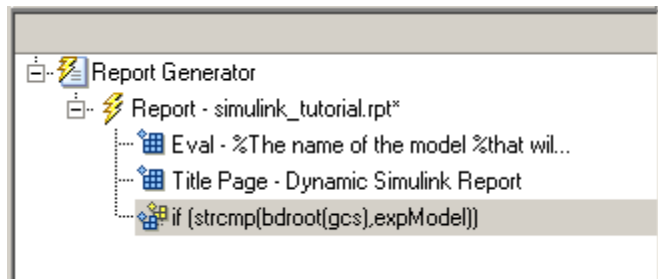 Report Generator
Report - simulink_tutorial.rpt*
Eval - %The name of the model %that wil...
Title Page - Dynamic Simulink Report
if (strcmp(bdroot(gcs),expModel))